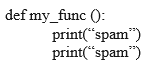 def my_func ():
print(“spam”)
print(“spam”)